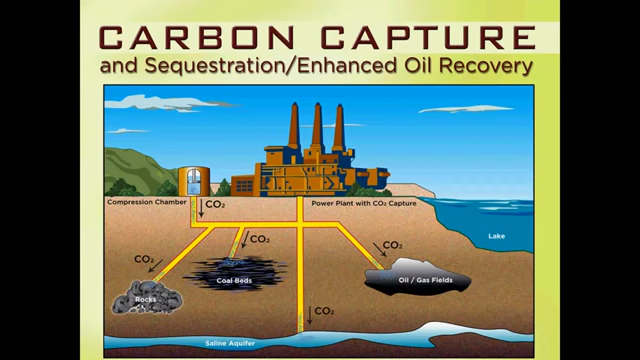 CARBON CAPTURE
and Sequestration/Enhanced Oil Recovery
Compression Chamber
CO₂
Power Plant with CO₂ Capture
Lake
CO₂
CO₂
CO₂
Coal Beds
Oil / Gas Fields
Rocks
CO₂
Saline Aquifer